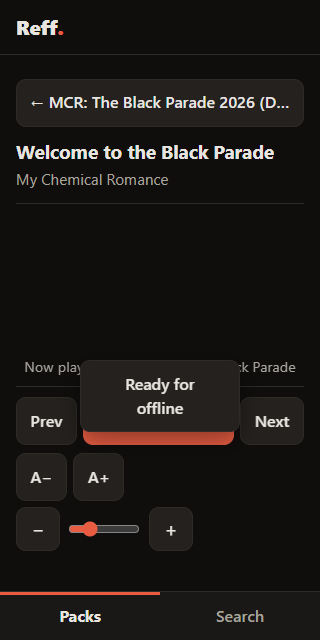 Reff.
← MCR: The Black Parade 2026 (D...
Welcome to the Black Parade
My Chemical Romance
Now play
ck Parade
Ready for
offline
Prev
Next
A−
A+
−
+
Packs
Search